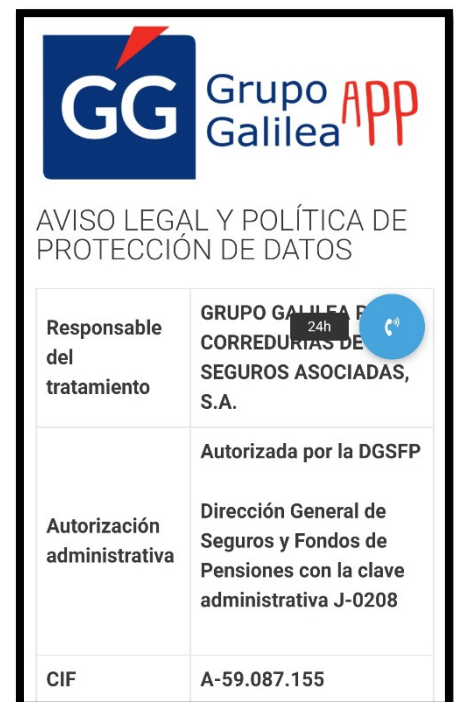 GG Grupo Galilea APP
AVISO LEGAL Y POLÍTICA DE
PROTECCIÓN DE DATOS
Responsable
del
tratamiento
GRUPO GALILEA
24h
CORREDURÍAS DE
SEGUROS ASOCIADAS,
S.A.
Autorización
administrativa
Autorizada por la DGSFP
Dirección General de
Seguros y Fondos de
Pensiones con la clave
administrativa J-0208
CIF
A-59.087.155